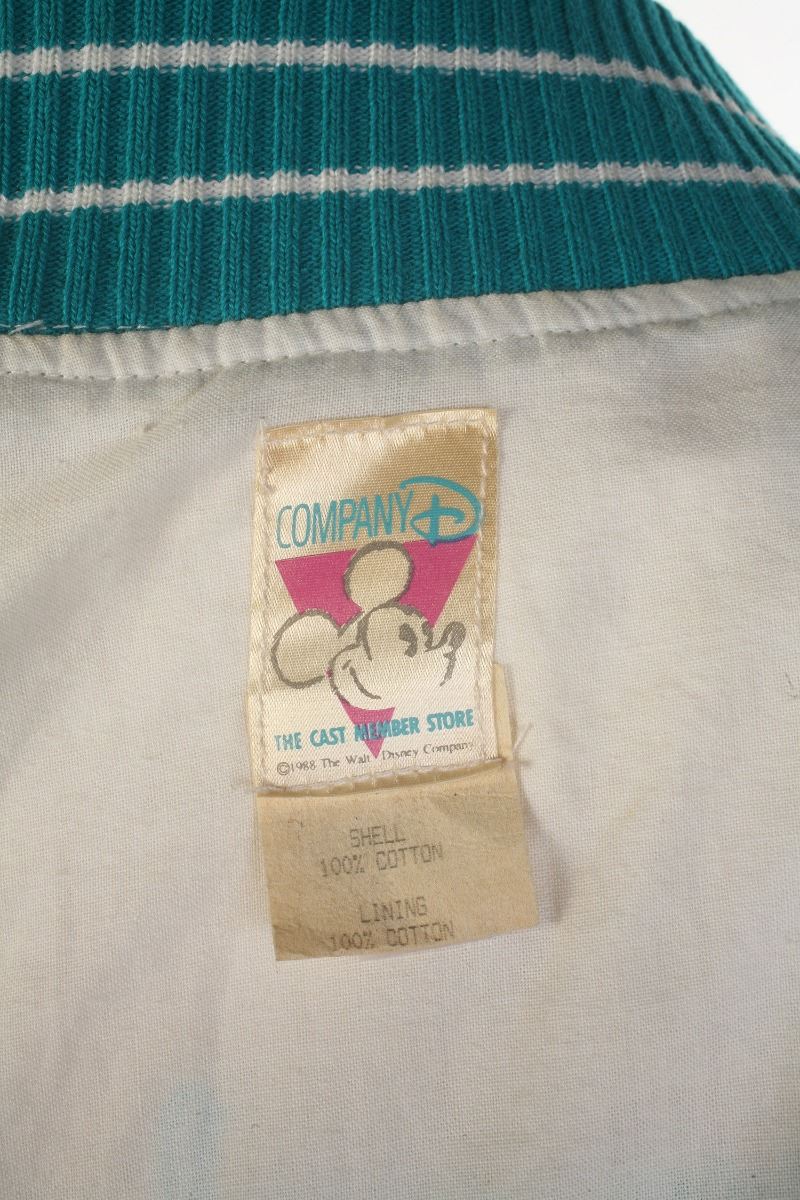 COMPANY D
THE CAST MEMBER STORE
©1988 The Walt Disney Company
SHELL
100% COTTON
LINING
100% COTTON